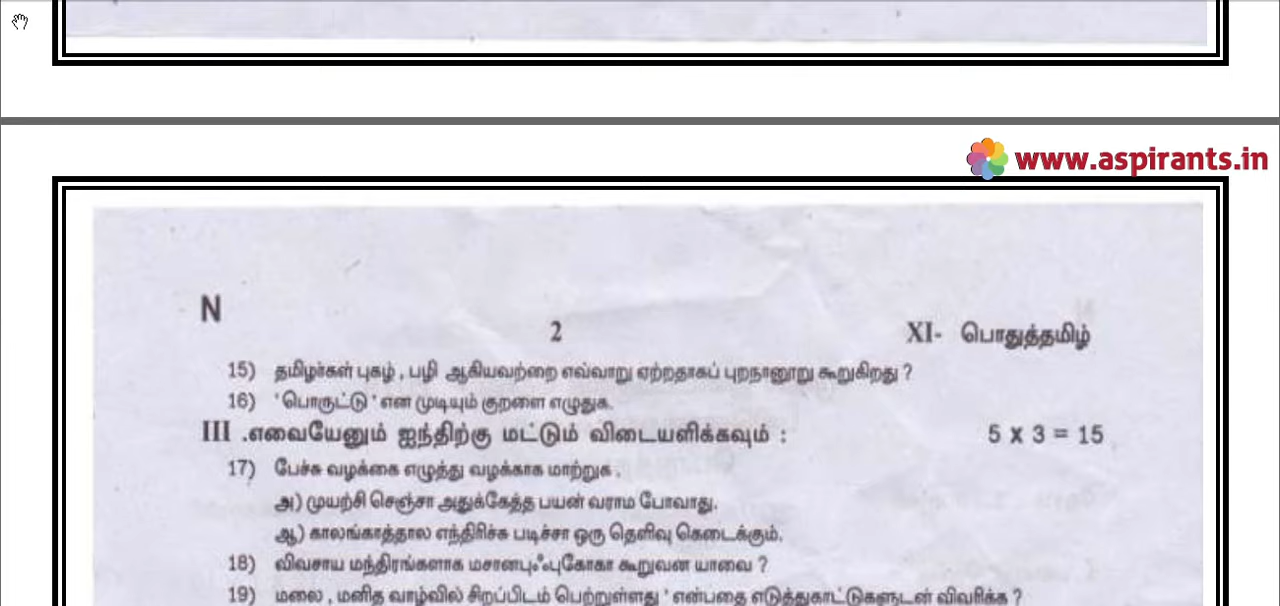 www.aspirants.in
N
2
XI- பொதுத்தமிழ்
15) தமிழர்கள் புகழ் , பழி ஆகியவற்றை எவ்வாறு ஏற்றதாகப் புறநானூறு கூறுகிறது ?
16) ' பொருட்டு ' என முடியும் குறளை எழுதுக.
III .எவையேனும் ஐந்திற்கு மட்டும் விடையளிக்கவும் : 5 x 3 = 15
17) பேச்சு வழக்கை எழுத்து வழக்காக மாற்றுக .
அ) முயற்சி செஞ்சா அதுக்கேத்த பயன் வராம போவாது.
ஆ) காலங்காத்தால எந்திரிச்சு படிச்சா ஒரு தெளிவு கெடைக்கும்.
18) விவசாய மந்திரங்களாக மசானபுஃபுகோகா கூறுவன யாவை ?
19) மலை , மனித வாழ்வில் சிறப்பிடம் பெற்றுள்ளது ' என்பதை எடுத்துகாட்டுகளுடன் விவரிக்க ?